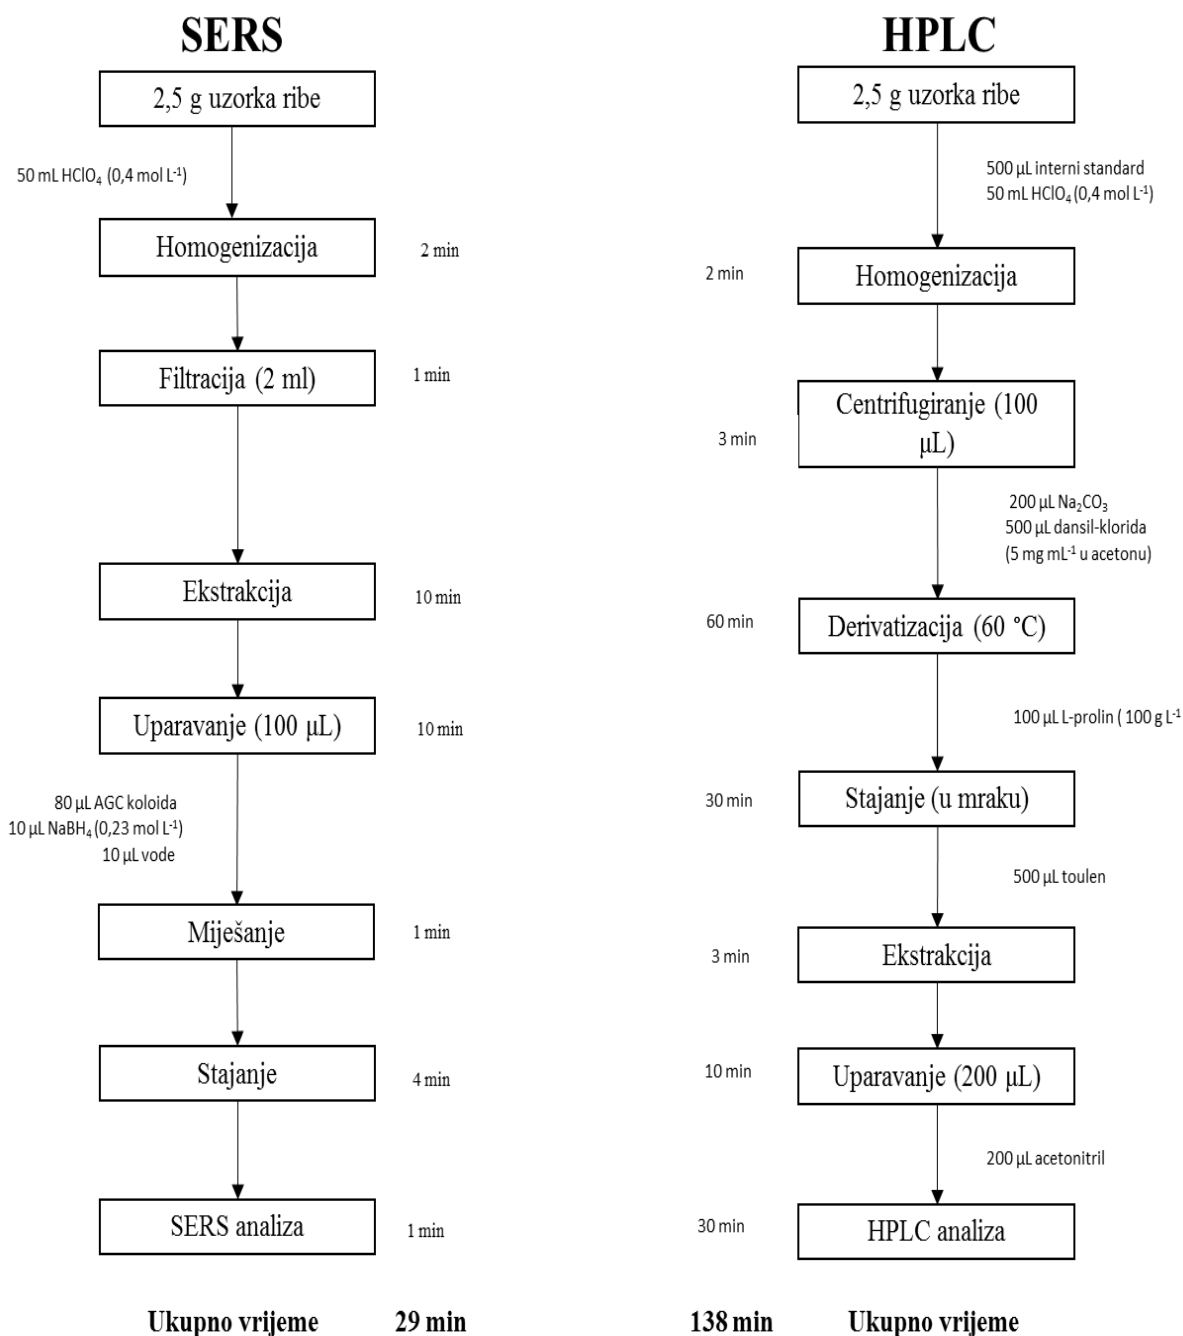 SERS
2,5 g uzorka ribe
50 mL HClO₄ (0,4 mol L⁻¹)
Homogenizacija
2 min
Filtracija (2 ml)
1 min
Ekstrakcija
10 min
Uparavanje (100 µL)
10 min
80 µL AGC koloida
10 µL NaBH₄ (0,23 mol L⁻¹)
10 µL vode
Miješanje
1 min
Stajanje
4 min
SERS analiza
1 min
Ukupno vrijeme 29 min
HPLC
2,5 g uzorka ribe
500 µL interni standard
50 mL HClO₄ (0,4 mol L⁻¹)
2 min
Homogenizacija
Centrifugiranje (100
µL)
3 min
200 µL Na₂CO₃
500 µL dansil-klorida
(5 mg mL⁻¹ u acetonu)
60 min
Derivatizacija (60 °C)
100 µL L-prolin ( 100 g L⁻¹
30 min
Stajanje (u mraku)
500 µL toulen
3 min
Ekstrakcija
10 min
Uparavanje (200 µL)
200 µL acetonitril
30 min
HPLC analiza
138 min Ukupno vrijeme